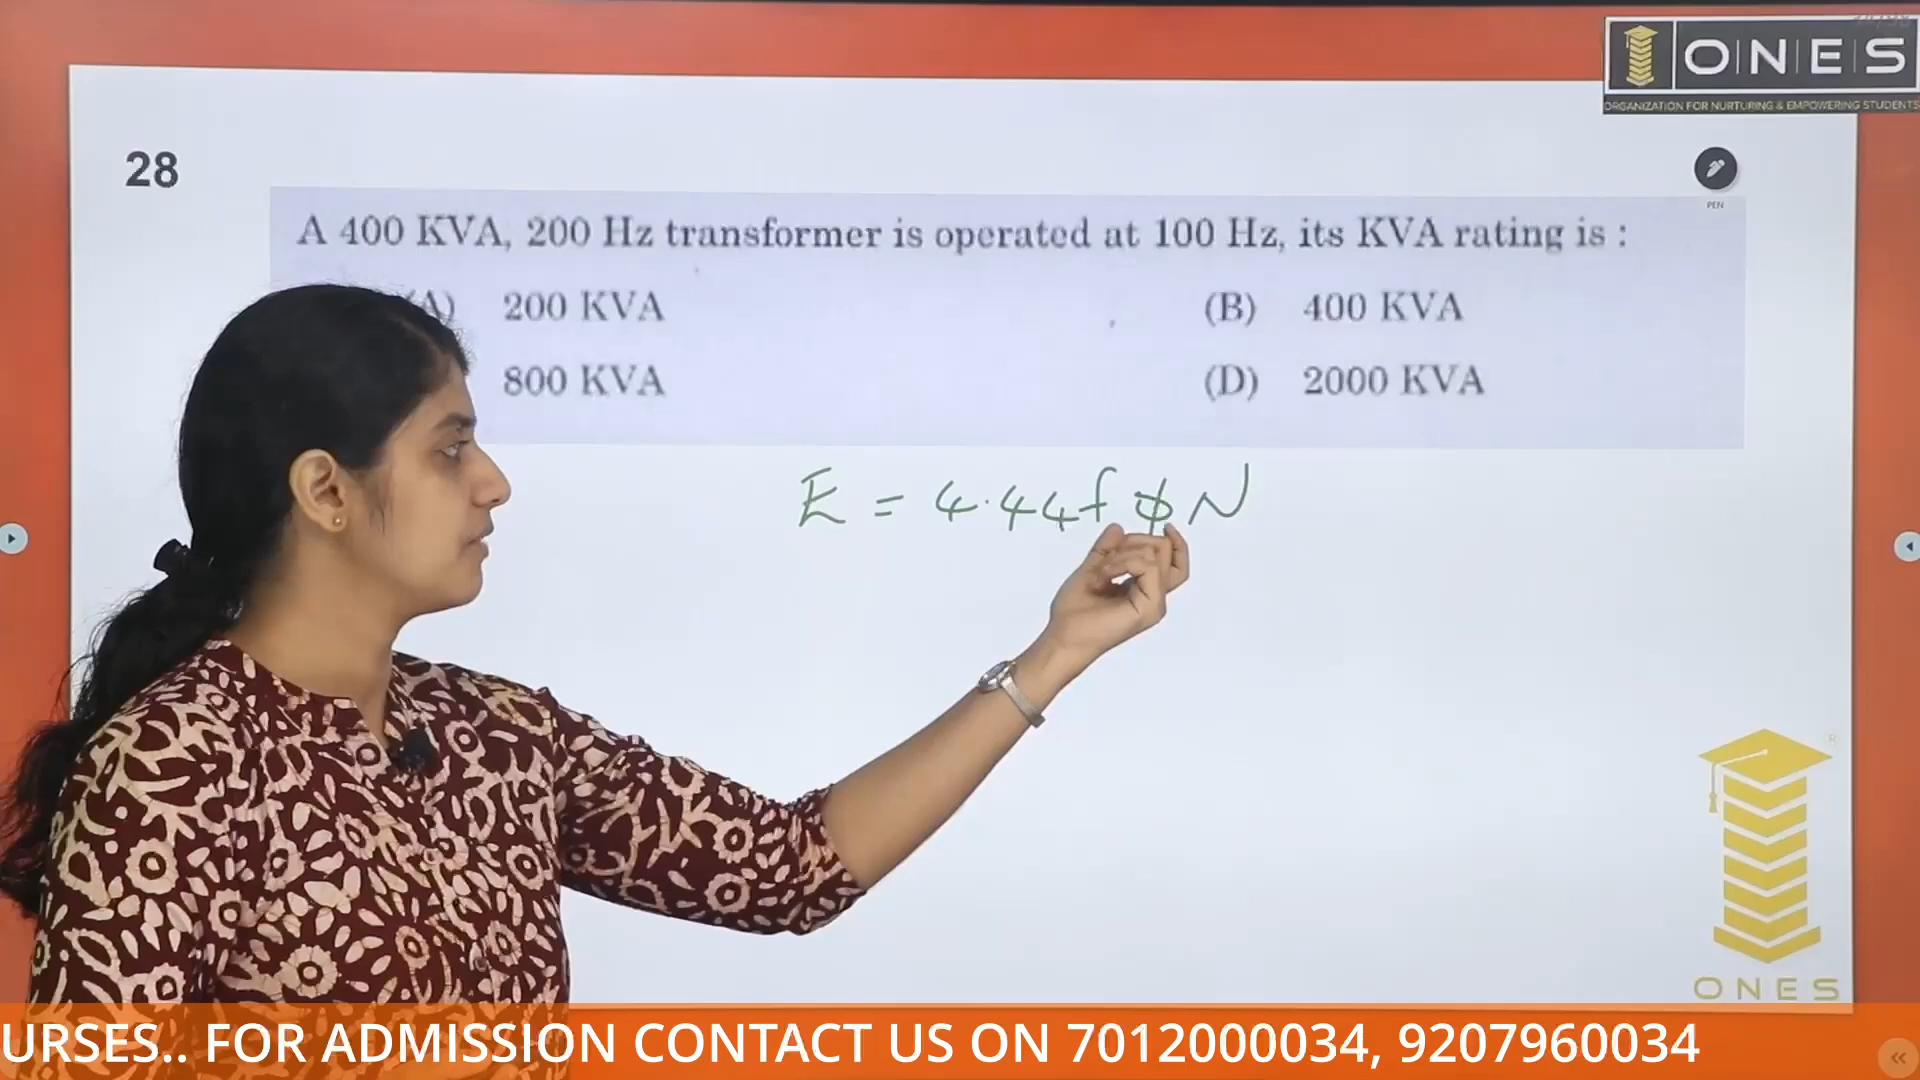 O|N|E|S
ORGANIZATION FOR NURTURING & EMPOWERING STUDENTS
28
PEN
A 400 KVA, 200 Hz transformer is operated at 100 Hz, its KVA rating is :
(A) 200 KVA (B) 400 KVA
800 KVA (D) 2000 KVA
E = 4.44fφN
ONES
URSES.. FOR ADMISSION CONTACT US ON 7012000034, 9207960034